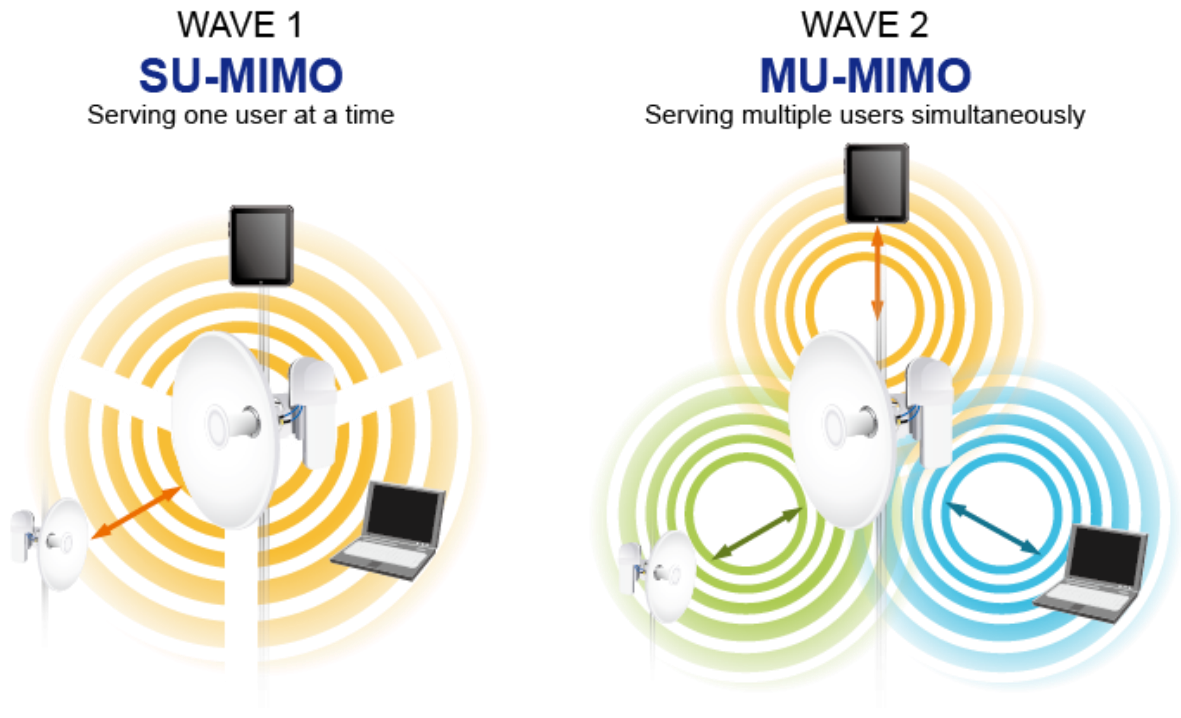 WAVE 1
SU-MIMO
Serving one user at a time
WAVE 2
MU-MIMO
Serving multiple users simultaneously